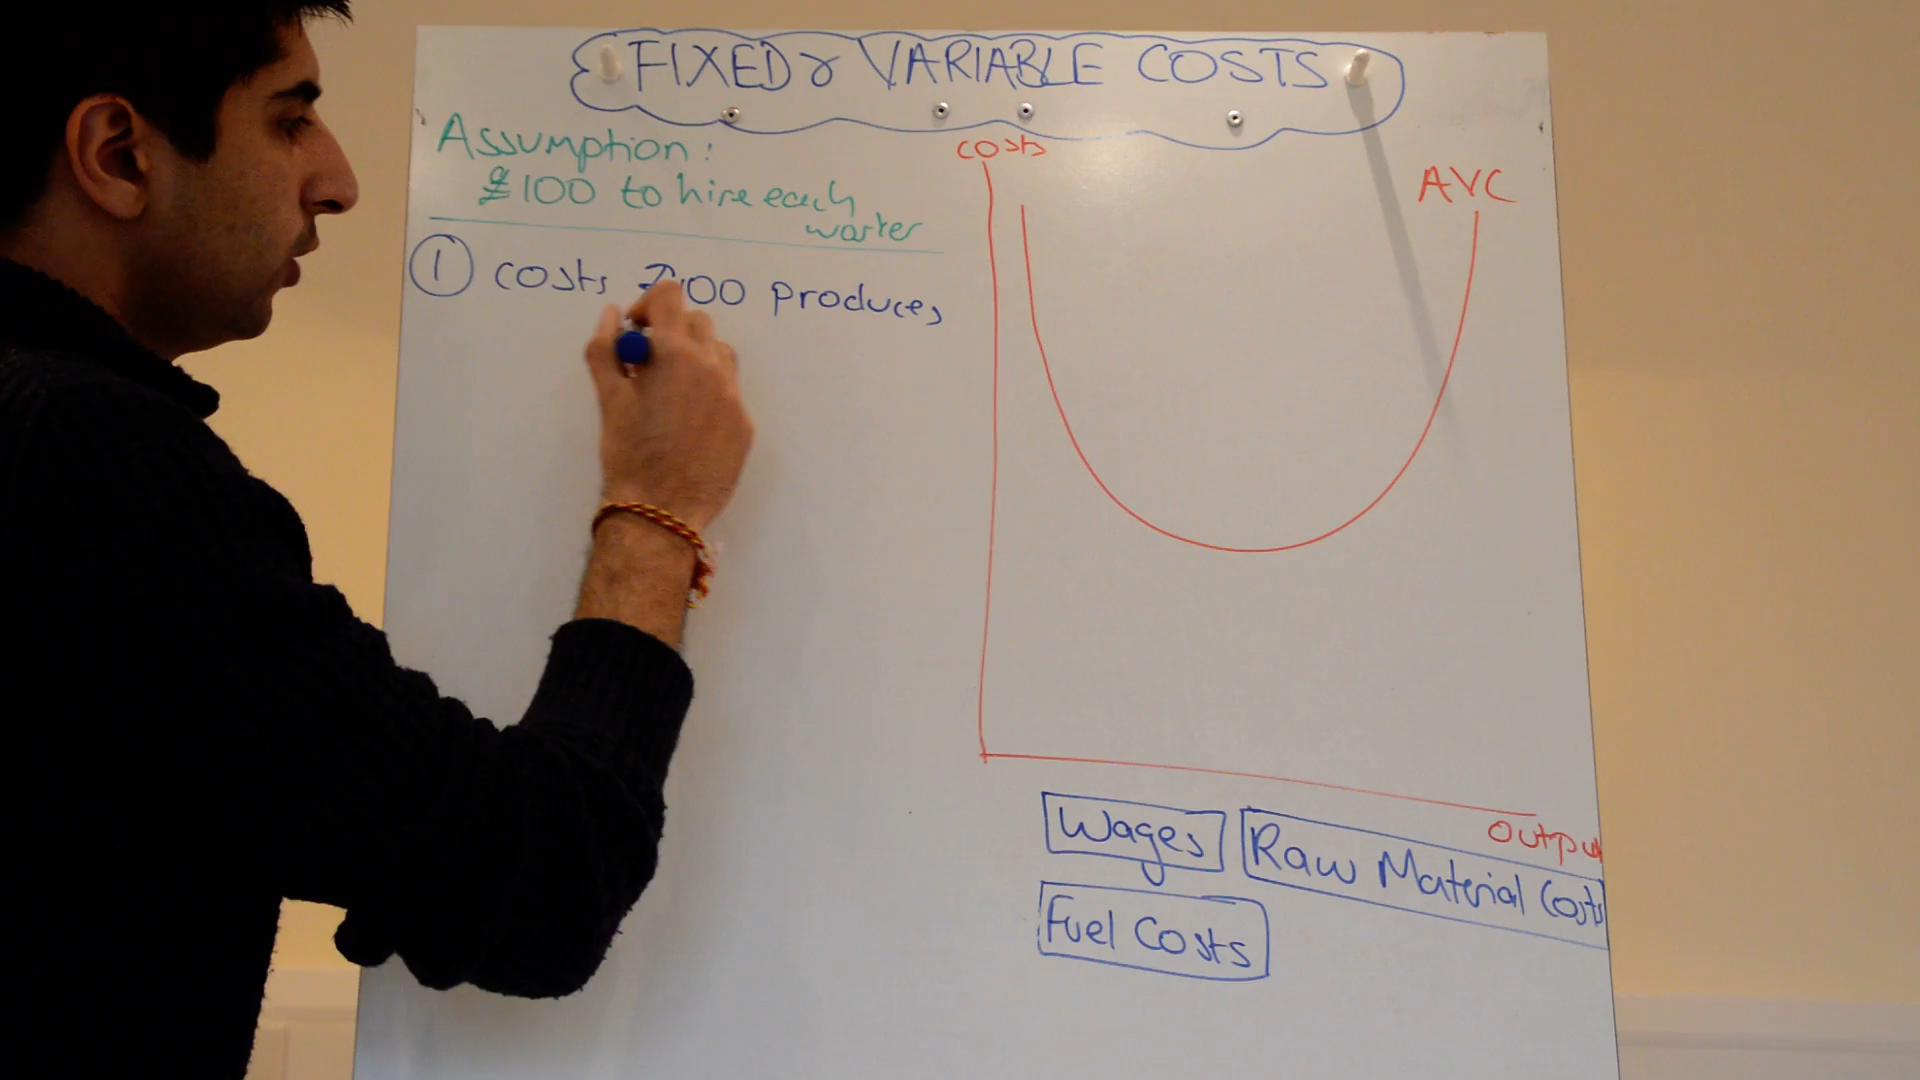 FIXED & VARIABLE COSTS
Assumption:
£100 to hire each
worker
① costs £100 produces
costs
AVC
Outpu
Wages
Raw Material Costs
Fuel Costs